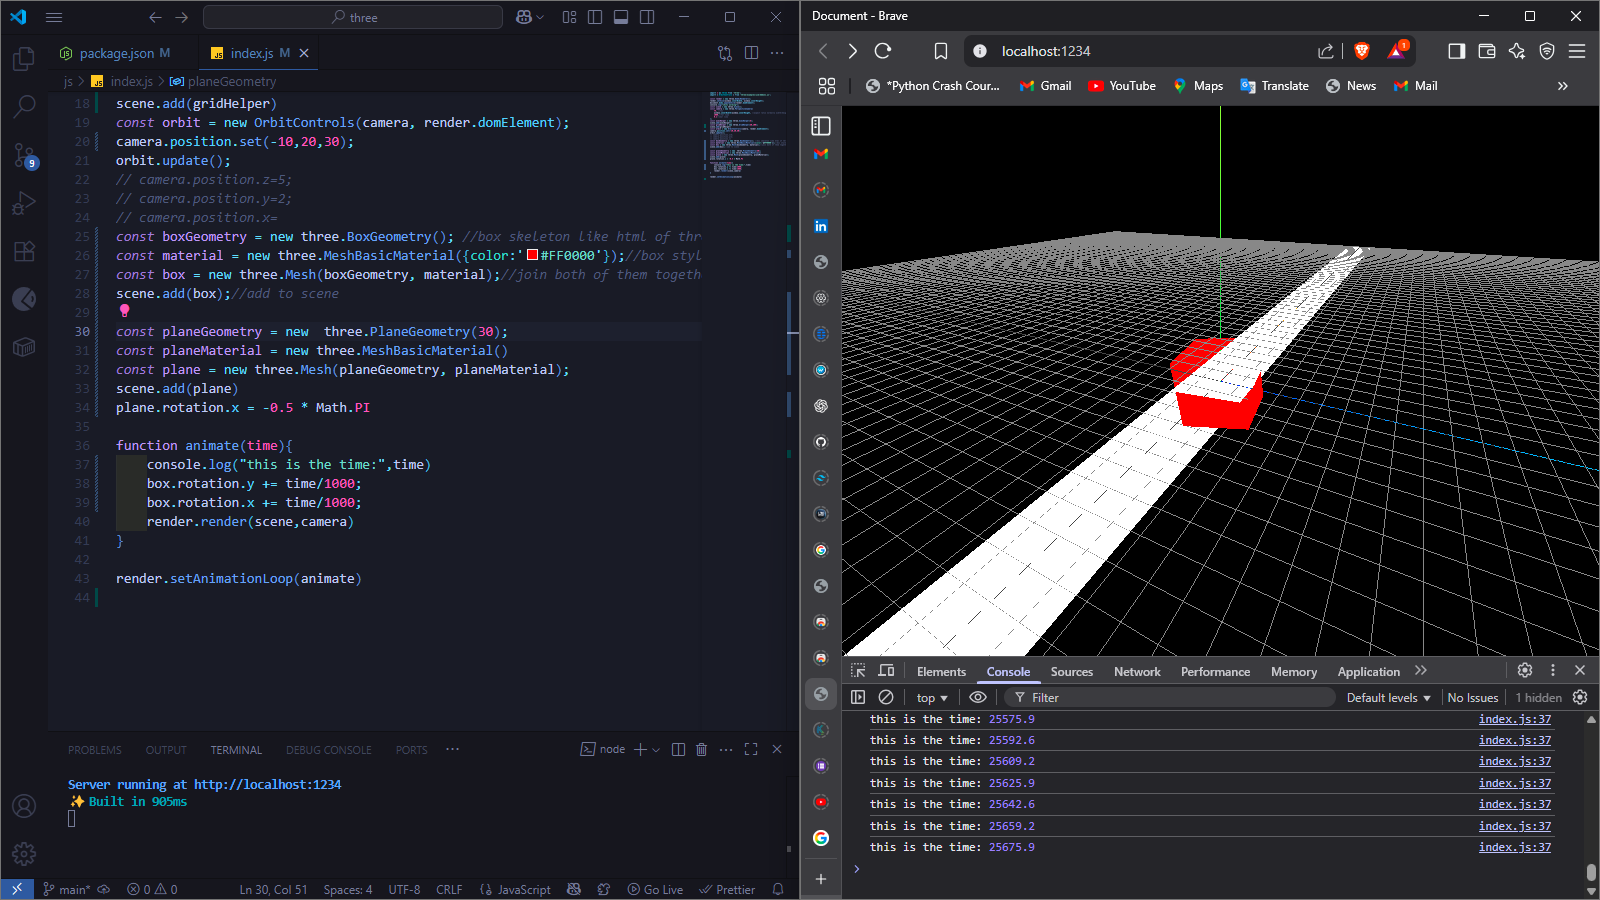 three
package.json M
index.js M
js > index.js > planeGeometry
18 scene.add(gridHelper)
19 const orbit = new OrbitControls(camera, render.domElement);
20 camera.position.set(-10,20,30);
21 orbit.update();
22 // camera.position.z=5;
23 // camera.position.y=2;
24 // camera.position.x=
25 const boxGeometry = new three.BoxGeometry(); //box skeleton like html of thr
26 const material = new three.MeshBasicMaterial({color:'#FF0000'});//box styl
27 const box = new three.Mesh(boxGeometry, material);//join both of them togeth
28 scene.add(box);//add to scene
29
30 const planeGeometry = new  three.PlaneGeometry(30);
31 const planeMaterial = new three.MeshBasicMaterial()
32 const plane = new three.Mesh(planeGeometry, planeMaterial);
33 scene.add(plane)
34 plane.rotation.x = -0.5 * Math.PI
35
36 function animate(time){
37 console.log("this is the time:",time)
38 box.rotation.y += time/1000;
39 box.rotation.x += time/1000;
40 render.render(scene,camera)
41 }
42
43 render.setAnimationLoop(animate)
44
9
PROBLEMS OUTPUT TERMINAL DEBUG CONSOLE PORTS ··· node
Server running at http://localhost:1234
✨ Built in 905ms
main* 0 0 Ln 30, Col 51 Spaces: 4 UTF-8 CRLF JavaScript Go Live Prettier
Document - Brave
localhost:1234
1
*Python Crash Cour... Gmail YouTube Maps Translate News Mail
Elements Console Sources Network Performance Memory Application
top Filter Default levels No Issues 1 hidden
this is the time: 25575.9 index.js:37
this is the time: 25592.6 index.js:37
this is the time: 25609.2 index.js:37
this is the time: 25625.9 index.js:37
this is the time: 25642.6 index.js:37
this is the time: 25659.2 index.js:37
this is the time: 25675.9 index.js:37